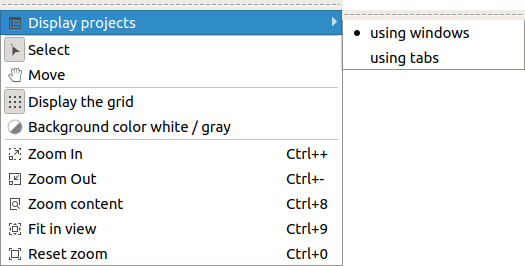 Display projects
using windows
using tabs
Select
Move
Display the grid
Background color white / gray
Zoom In Ctrl++
Zoom Out Ctrl+-
Zoom content Ctrl+8
Fit in view Ctrl+9
Reset zoom Ctrl+0